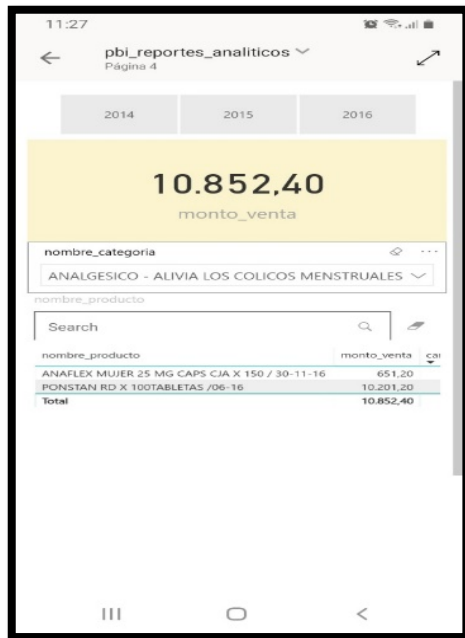 11:27
pbi_reportes_analiticos
Página 4
2014 2015 2016
10.852,40
monto_venta
nombre_categoria
ANALGESICO - ALIVIA LOS COLICOS MENSTRUALES
nombre_producto
Search
nombre_producto monto_venta car
ANAFLEX MUJER 25 MG CAPS CJA X 150 / 30-11-16 651,20
PONSTAN RD X 100TABLETAS /06-16 10.201,20
Total 10.852,40